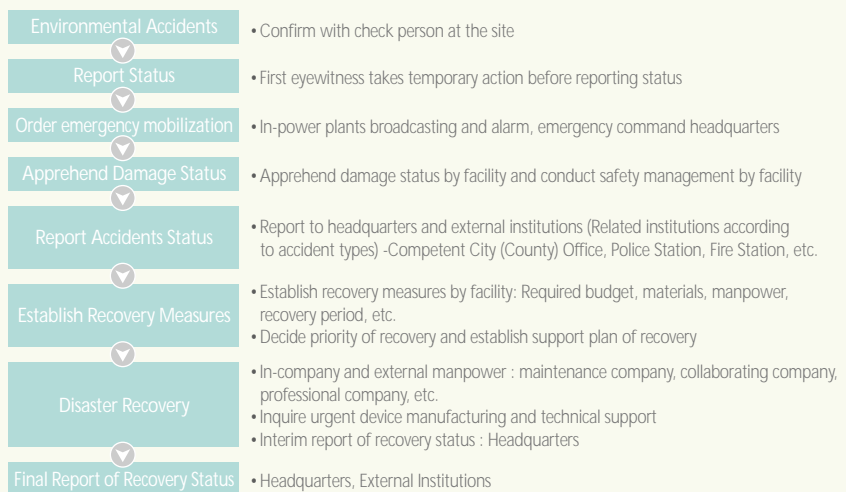 Environmental Accidents
• Confirm with check person at the site
Report Status
• First eyewitness takes temporary action before reporting status
Order emergency mobilization
• In-power plants broadcasting and alarm, emergency command headquarters
Apprehend Damage Status
• Apprehend damage status by facility and conduct safety management by facility
Report Accidents Status
• Report to headquarters and external institutions (Related institutions according
to accident types) -Competent City (County) Office, Police Station, Fire Station, etc.
Establish Recovery Measures
• Establish recovery measures by facility: Required budget, materials, manpower,
recovery period, etc.
• Decide priority of recovery and establish support plan of recovery
Disaster Recovery
• In-company and external manpower : maintenance company, collaborating company,
professional company, etc.
• Inquire urgent device manufacturing and technical support
• Interim report of recovery status : Headquarters
Final Report of Recovery Status
• Headquarters, External Institutions